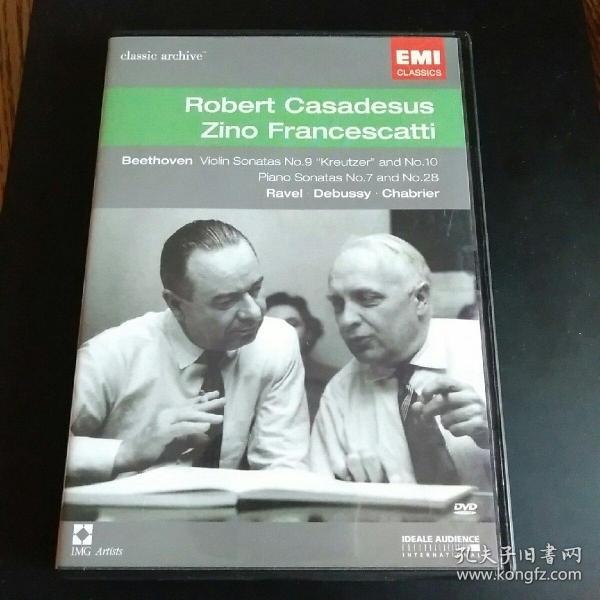 classic archive™
EMI
CLASSICS
Robert Casadesus
Zino Francescatti
Beethoven Violin Sonatas No.9 "Kreutzer" and No.10
Piano Sonatas No.7 and No.28
Ravel · Debussy · Chabrier
DVD
IMG Artists
IDEALE AUDIENCE
INTERNATIONAL
孔夫子旧书网
www.kongfz.com